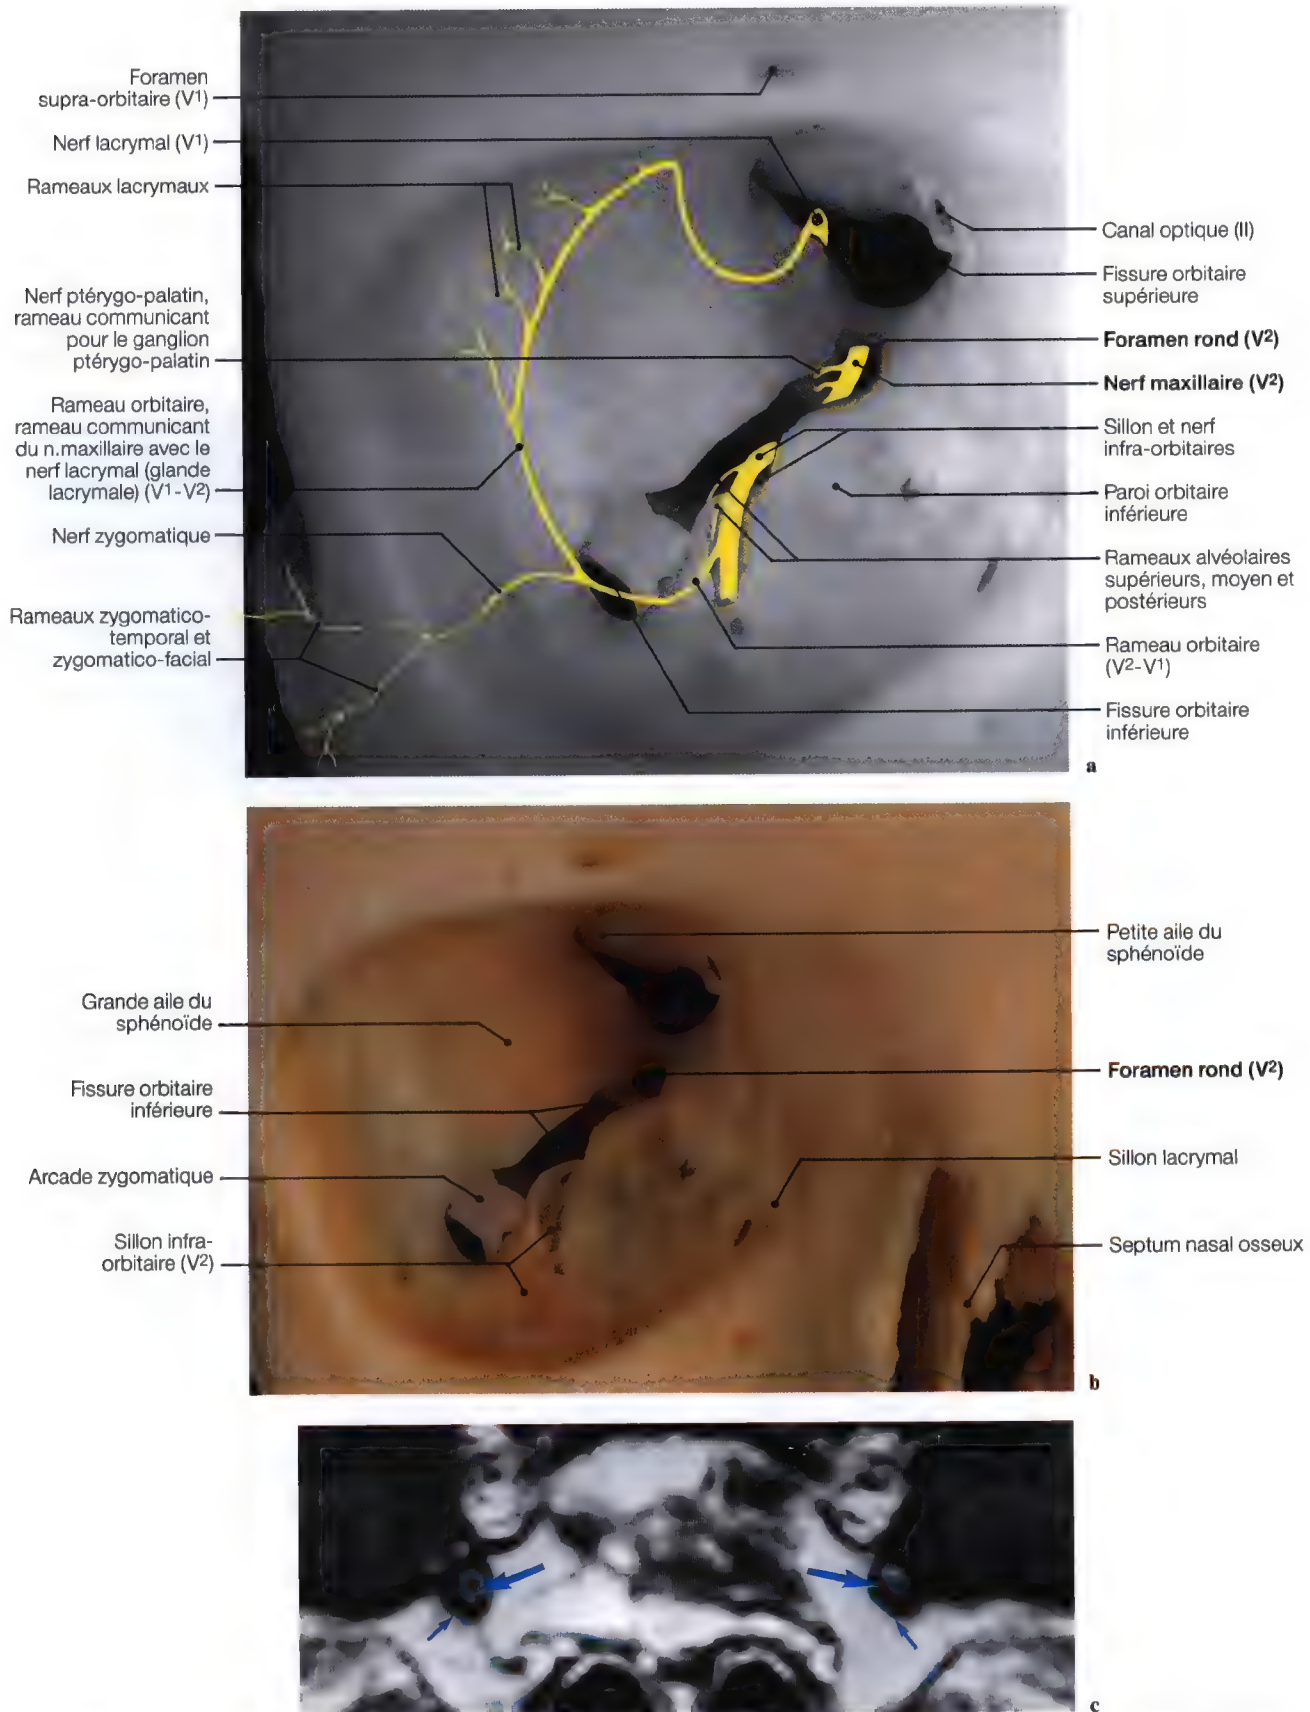 Foramen
supra-orbitaire (V1)
Nerf lacrymal (V1)
Rameaux lacrymaux
Nerf ptérygo-palatin,
rameau communicant
pour le ganglion
ptérygo-palatin
Rameau orbitaire,
rameau communicant
du n.maxillaire avec le
nerf lacrymal (glande
lacrymale) (V1-V2)
Nerf zygomatique
Rameaux zygomatico-
temporal et
zygomatico-facial
Canal optique (II)
Fissure orbitaire
supérieure
Foramen rond (V2)
Nerf maxillaire (V2)
Sillon et nerf
infra-orbitaires
Paroi orbitaire
inférieure
Rameaux alvéolaires
supérieurs, moyen et
postérieurs
Rameau orbitaire
(V2-V1)
Fissure orbitaire
inférieure
a
Grande aile du
sphénoïde
Fissure orbitaire
inférieure
Arcade zygomatique
Sillon infra-
orbitaire (V2)
Petite aile du
sphénoïde
Foramen rond (V2)
Sillon lacrymal
Septum nasal osseux
b
c